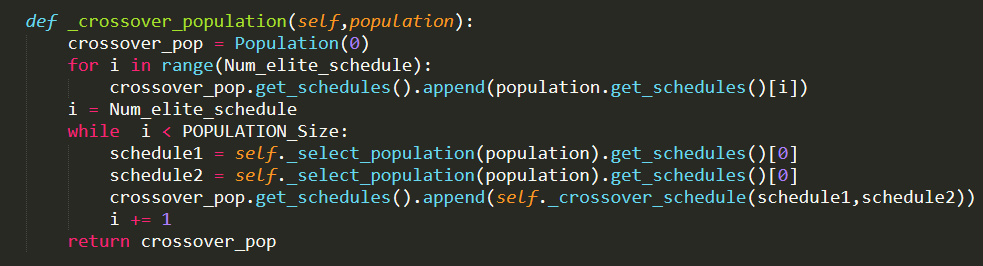 def _crossover_population(self,population):
    crossover_pop = Population(0)
    for i in range(Num_elite_schedule):
        crossover_pop.get_schedules().append(population.get_schedules()[i])
    i = Num_elite_schedule
    while  i < POPULATION_Size:
        schedule1 = self._select_population(population).get_schedules()[0]
        schedule2 = self._select_population(population).get_schedules()[0]
        crossover_pop.get_schedules().append(self._crossover_schedule(schedule1,schedule2))
        i += 1
    return crossover_pop